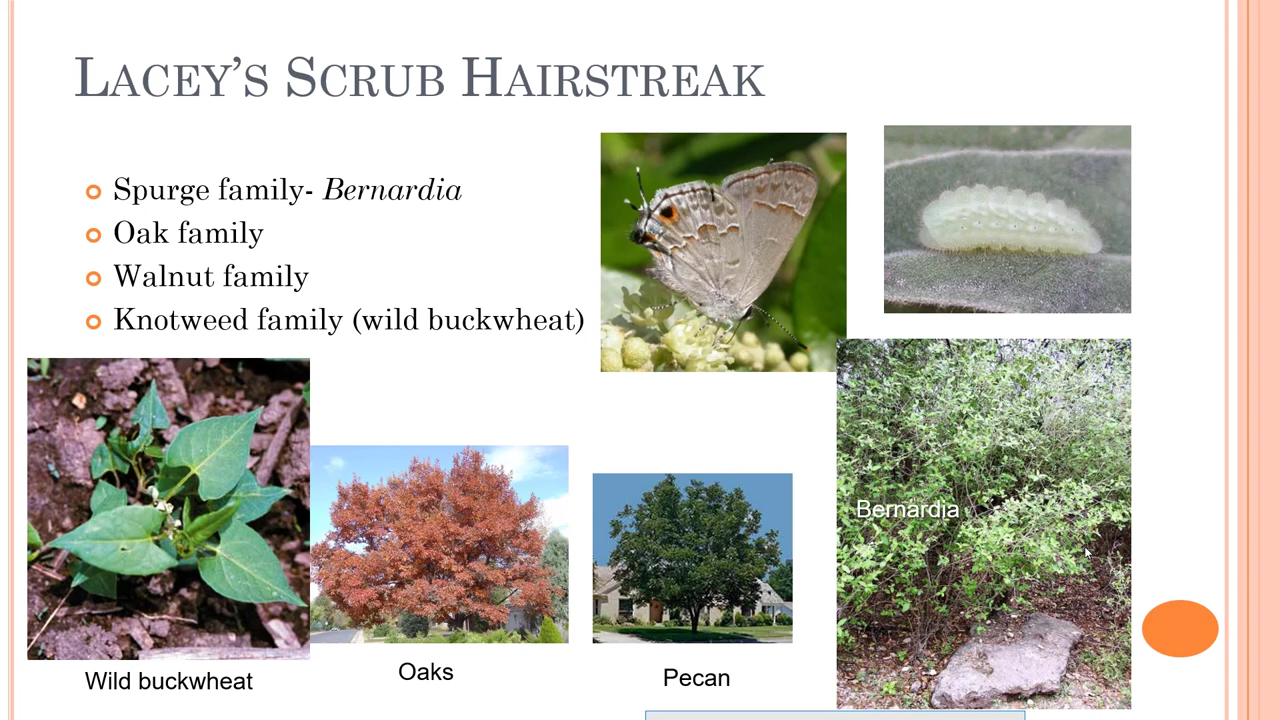 LACEY'S SCRUB HAIRSTREAK
Spurge family- Bernardia
Oak family
Walnut family
Knotweed family (wild buckwheat)
Bernardia
Wild buckwheat
Oaks
Pecan